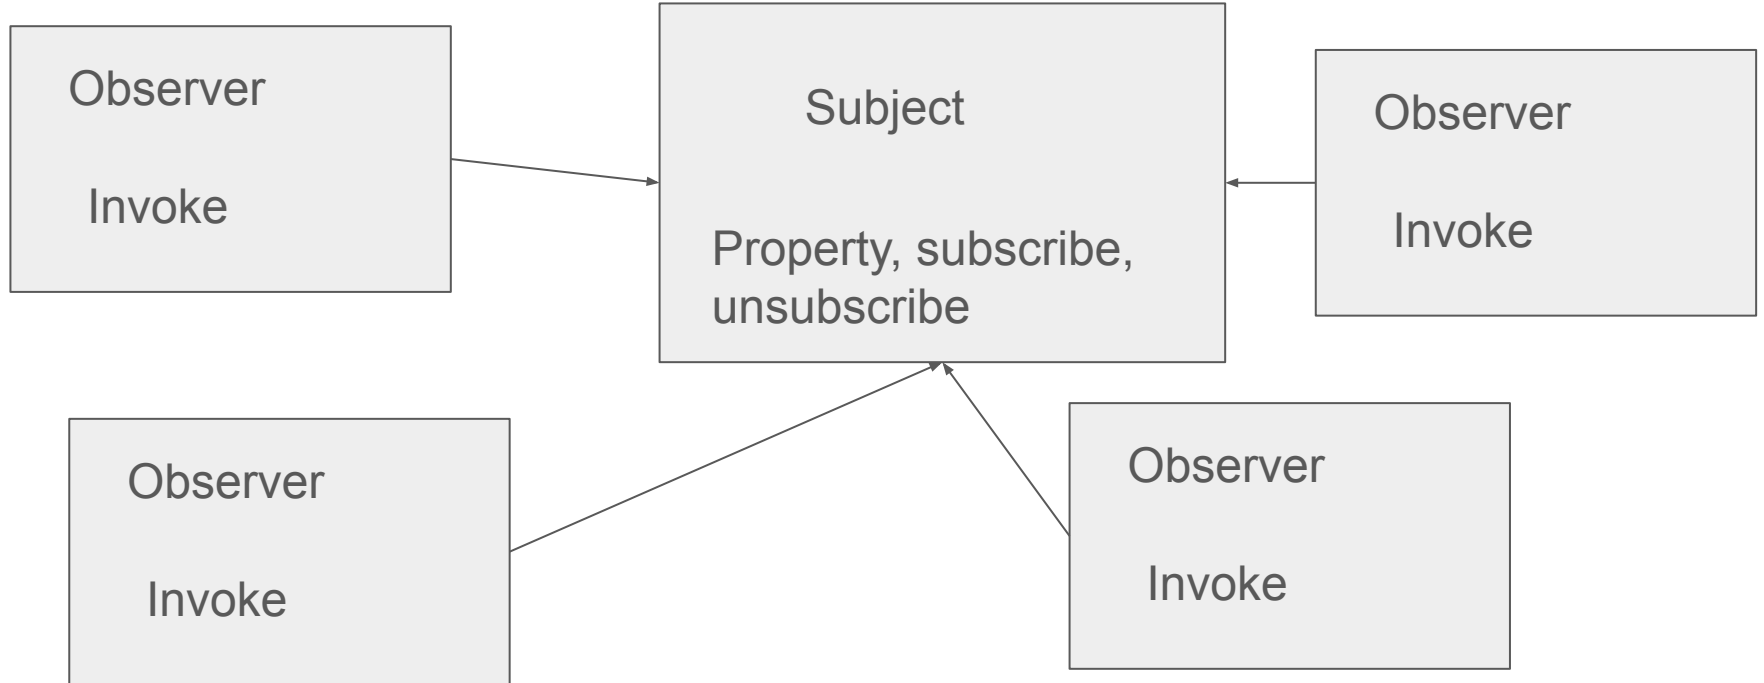 Observer
Invoke
Subject
Property, subscribe,
unsubscribe
Observer
Invoke
Observer
Invoke
Observer
Invoke